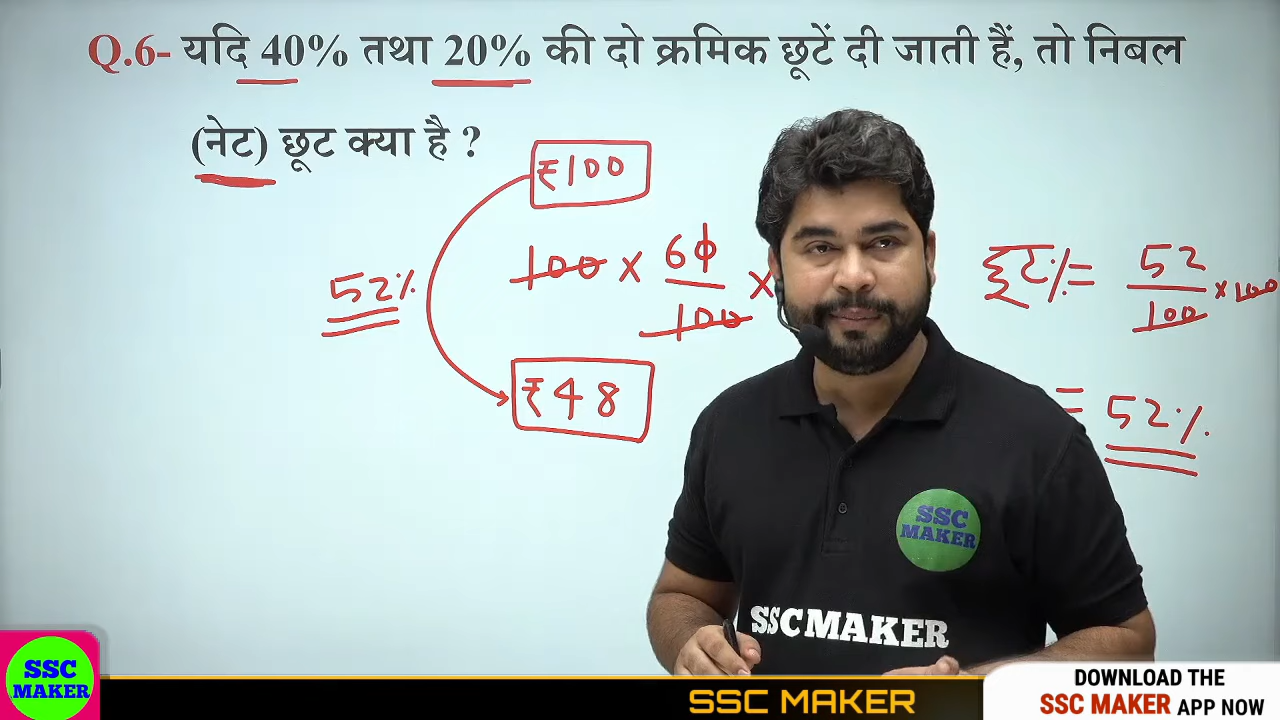 Q.6- यदि 40% तथा 20% की दो क्रमिक छूटें दी जाती हैं, तो निबल
(नेट) छूट क्या है ?
₹100
100 × 60/100 ×
52%
₹48
छूट% = 52/100 × 100
= 52%
SSC
MAKER
SSCMAKER
SSC
MAKER
SSC MAKER
DOWNLOAD THE
SSC MAKER APP NOW